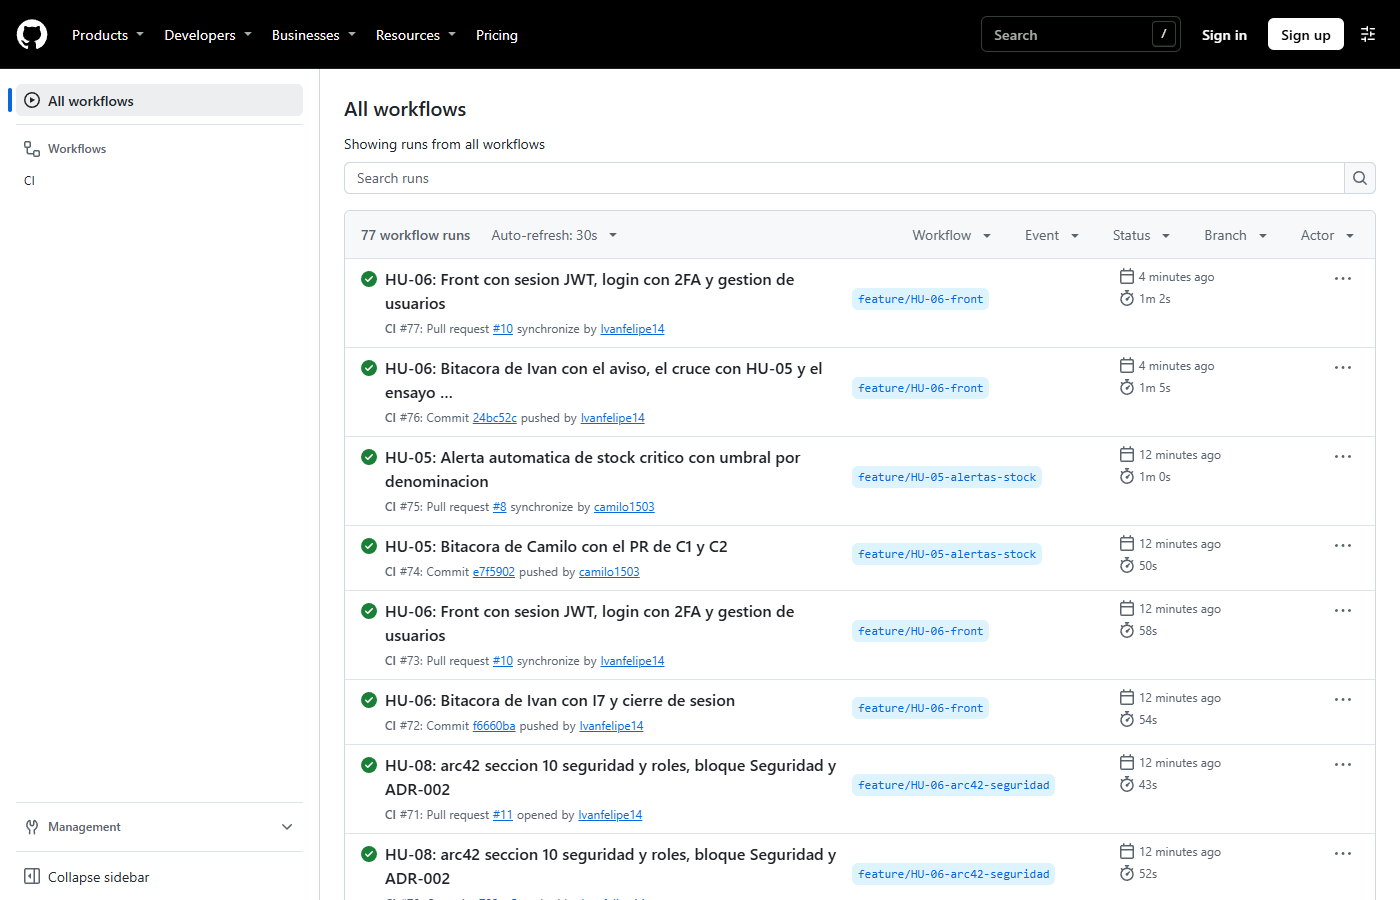 Products
Developers
Businesses
Resources
Pricing
Search /
Sign in
Sign up
All workflows
Workflows
CI
Management
Collapse sidebar
All workflows
Showing runs from all workflows
Search runs
77 workflow runs
Auto-refresh: 30s
Workflow
Event
Status
Branch
Actor
HU-06: Front con sesion JWT, login con 2FA y gestion de
usuarios
CI #77: Pull request #10 synchronize by Ivanfelipe14
feature/HU-06-front
4 minutes ago
1m 2s
HU-06: Bitacora de Ivan con el aviso, el cruce con HU-05 y el
ensayo ...
CI #76: Commit 24bc52c pushed by Ivanfelipe14
feature/HU-06-front
4 minutes ago
1m 5s
HU-05: Alerta automatica de stock critico con umbral por
denominacion
CI #75: Pull request #8 synchronize by camilo1503
feature/HU-05-alertas-stock
12 minutes ago
1m 0s
HU-05: Bitacora de Camilo con el PR de C1 y C2
CI #74: Commit e7f5902 pushed by camilo1503
feature/HU-05-alertas-stock
12 minutes ago
50s
HU-06: Front con sesion JWT, login con 2FA y gestion de
usuarios
CI #73: Pull request #10 synchronize by Ivanfelipe14
feature/HU-06-front
12 minutes ago
58s
HU-06: Bitacora de Ivan con I7 y cierre de sesion
CI #72: Commit f6660ba pushed by Ivanfelipe14
feature/HU-06-front
12 minutes ago
54s
HU-08: arc42 seccion 10 seguridad y roles, bloque Seguridad y
ADR-002
CI #71: Pull request #11 opened by Ivanfelipe14
feature/HU-06-arc42-seguridad
12 minutes ago
43s
HU-08: arc42 seccion 10 seguridad y roles, bloque Seguridad y
ADR-002
feature/HU-06-arc42-seguridad
12 minutes ago
52s